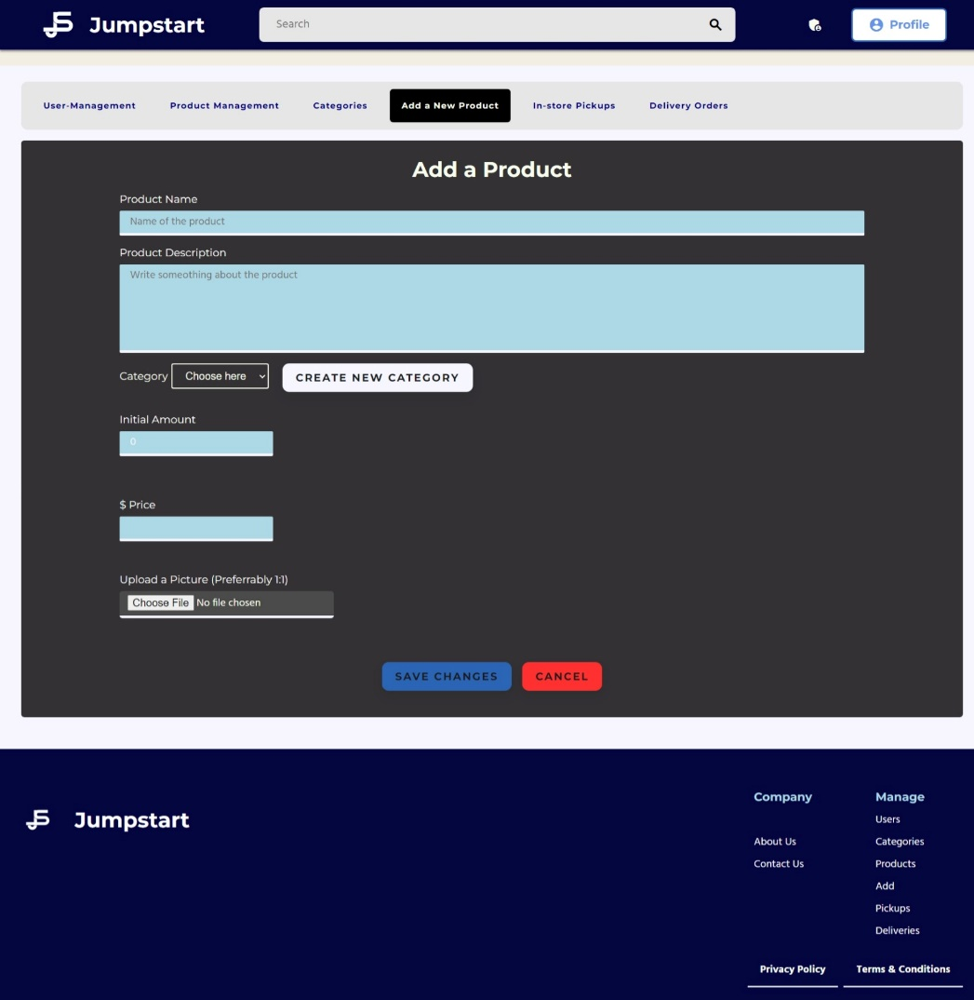 Jumpstart
Search
Profile
User-Management
Product Management
Categories
Add a New Product
In-store Pickups
Delivery Orders
Add a Product
Product Name
Name of the product
Product Description
Write someothing about the product
Category
Choose here
CREATE NEW CATEGORY
Initial Amount
0
$ Price
Upload a Picture (Preferrably 1:1)
Choose File No file chosen
SAVE CHANGES
CANCEL
Jumpstart
Company
About Us
Contact Us
Manage
Users
Categories
Products
Add
Pickups
Deliveries
Privacy Policy
Terms & Conditions